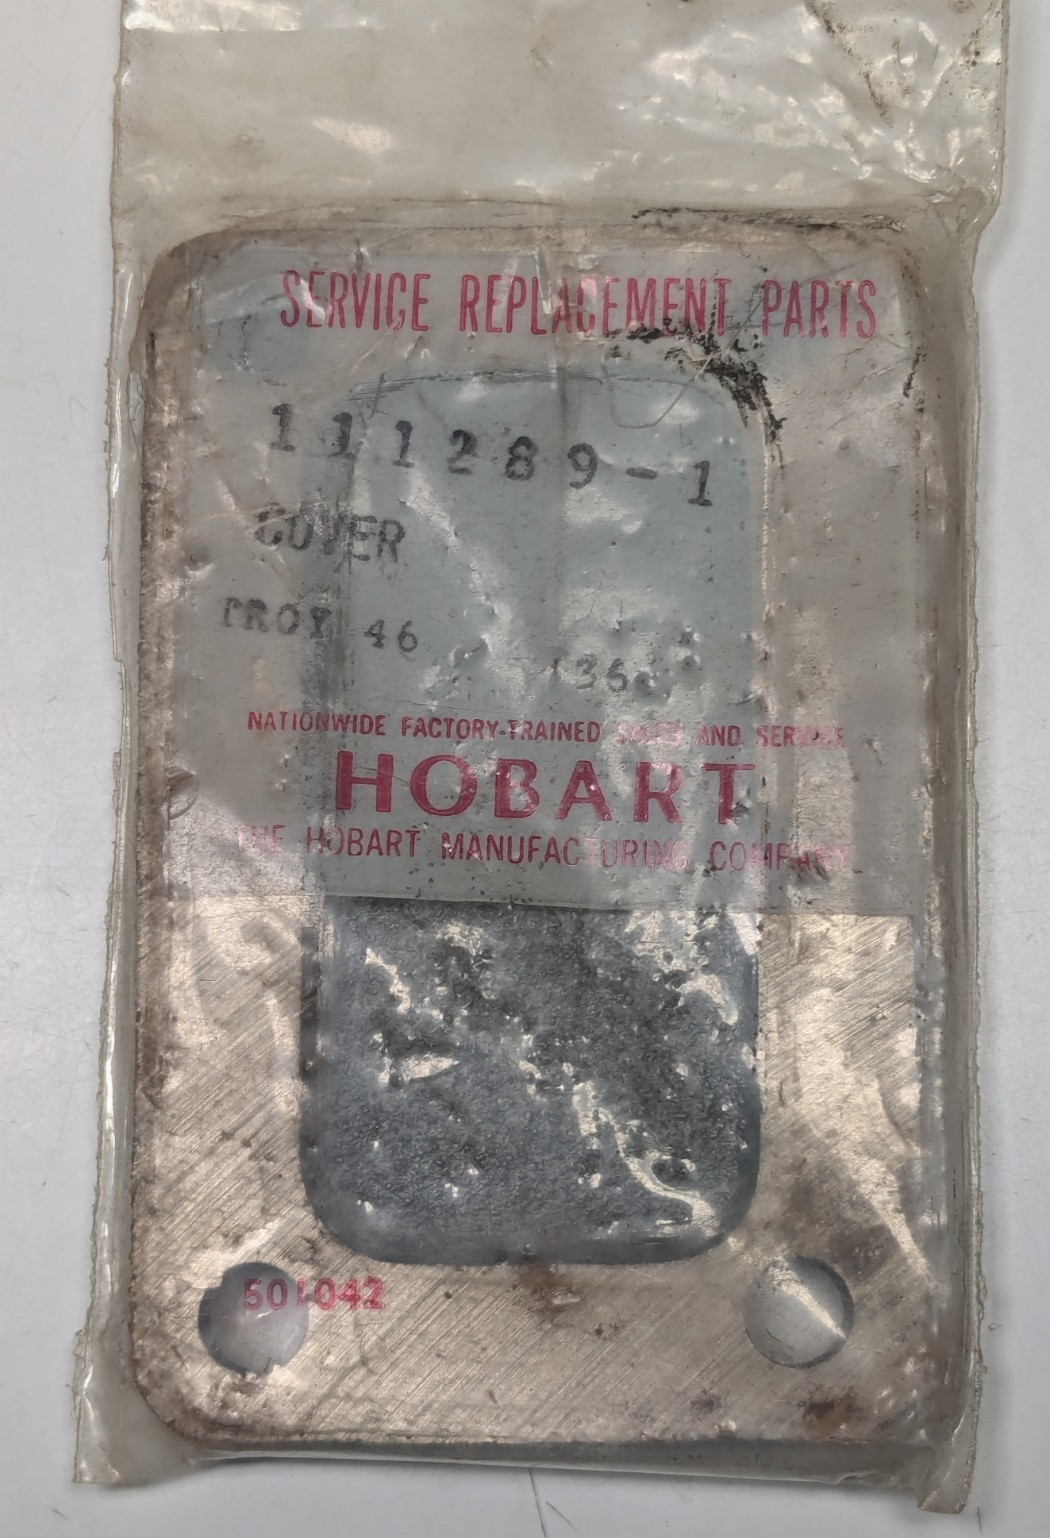 SERVICE REPLACEMENT PARTS
111289-1
COVER
TROY 46
36
NATIONWIDE FACTORY-TRAINED SALES AND SERVICE
HOBART
THE HOBART MANUFACTURING COMPANY
501042